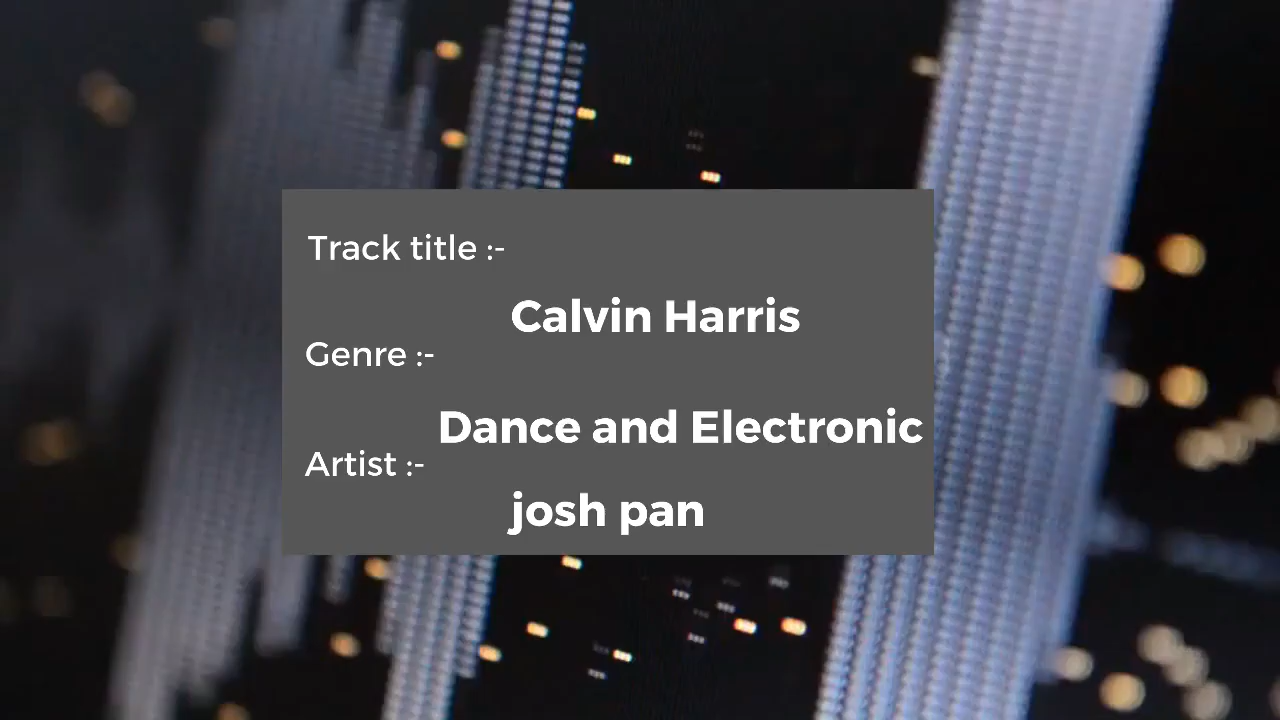 Track title :-
Calvin Harris
Genre :-
Dance and Electronic
Artist :-
josh pan